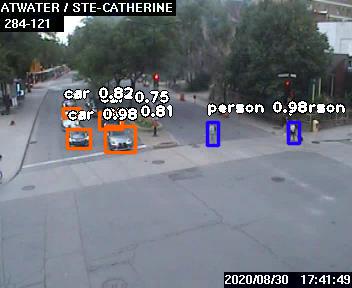 ATWATER / STE-CATHERINE
284-121
car 0.82
car 0.75
car 0.98 0.81
person 0.98rson
2020/08/30 17:41:49